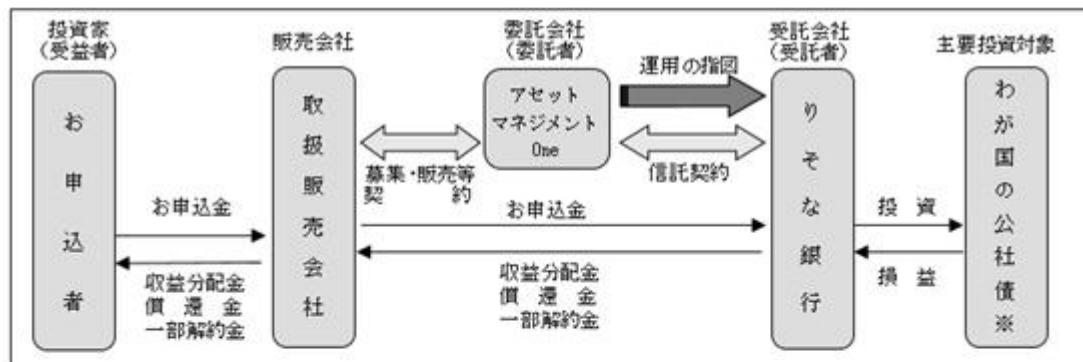 投資家
(受益者)
お申込者
お申込金
収益分配金
償還金
一部解約金
販売会社
取扱販売会社
募集・販売等
契約
委託会社
(委託者)
アセット
マネジメント
One
運用の指図
信託契約
お申込金
収益分配金
償還金
一部解約金
受託会社
(受託者)
りそな銀行
投資
損益
主要投資対象
わが国の公社債※